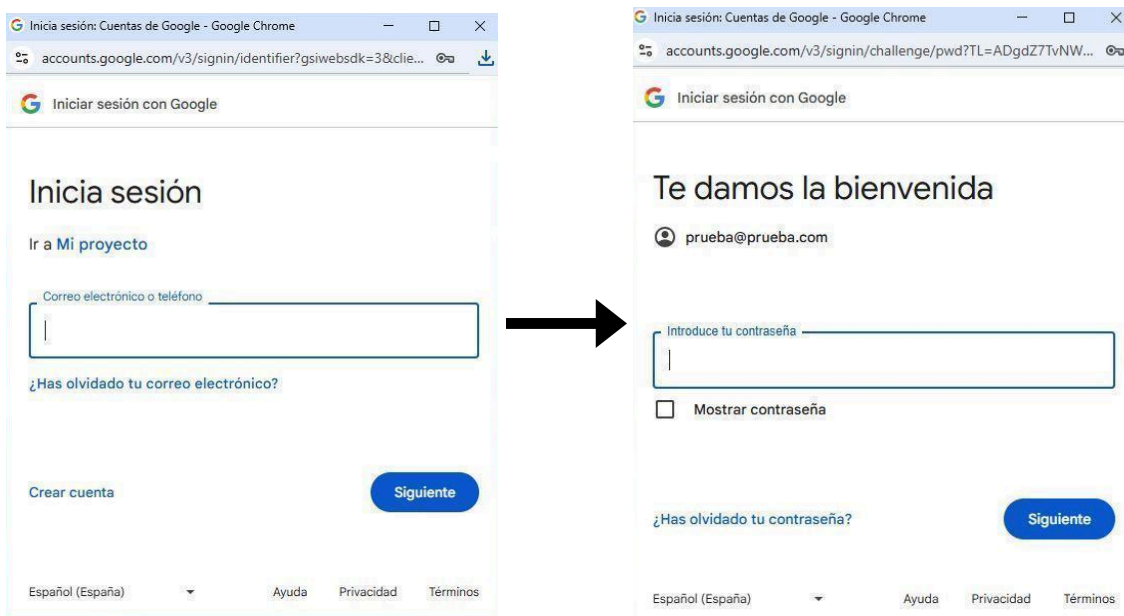 Inicia sesión: Cuentas de Google - Google Chrome
accounts.google.com/v3/signin/identifier?gsiwebsdk=3&clie...
Iniciar sesión con Google
Inicia sesión
Ir a Mi proyecto
Correo electrónico o teléfono
¿Has olvidado tu correo electrónico?
Crear cuenta
Siguiente
Español (España)
Ayuda
Privacidad
Términos
Inicia sesión: Cuentas de Google - Google Chrome
accounts.google.com/v3/signin/challenge/pwd?TL=ADgdZ7TvNW...
Iniciar sesión con Google
Te damos la bienvenida
prueba@prueba.com
Introduce tu contraseña
Mostrar contraseña
¿Has olvidado tu contraseña?
Siguiente
Español (España)
Ayuda
Privacidad
Términos